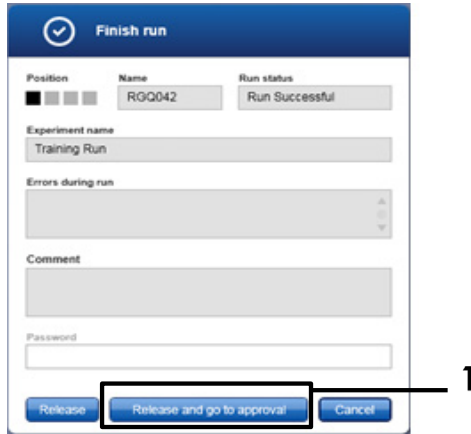 Finish run
Position Name Run status
RGQ042 Run Successful
Experiment name
Training Run
Errors during run
Comment
Password
Release Release and go to approval Cancel
1